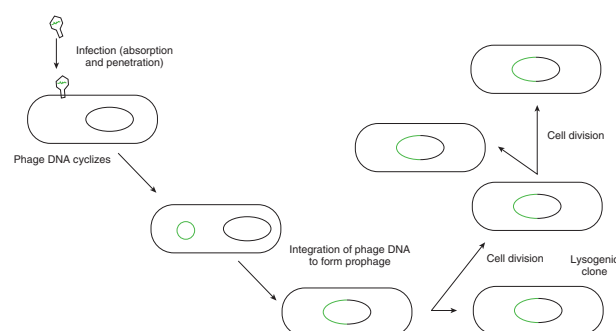 Infection (absorption
and penetration)
Phage DNA cyclizes
Integration of phage DNA
to form prophage
Cell division
Cell division
Lysogenic
clone